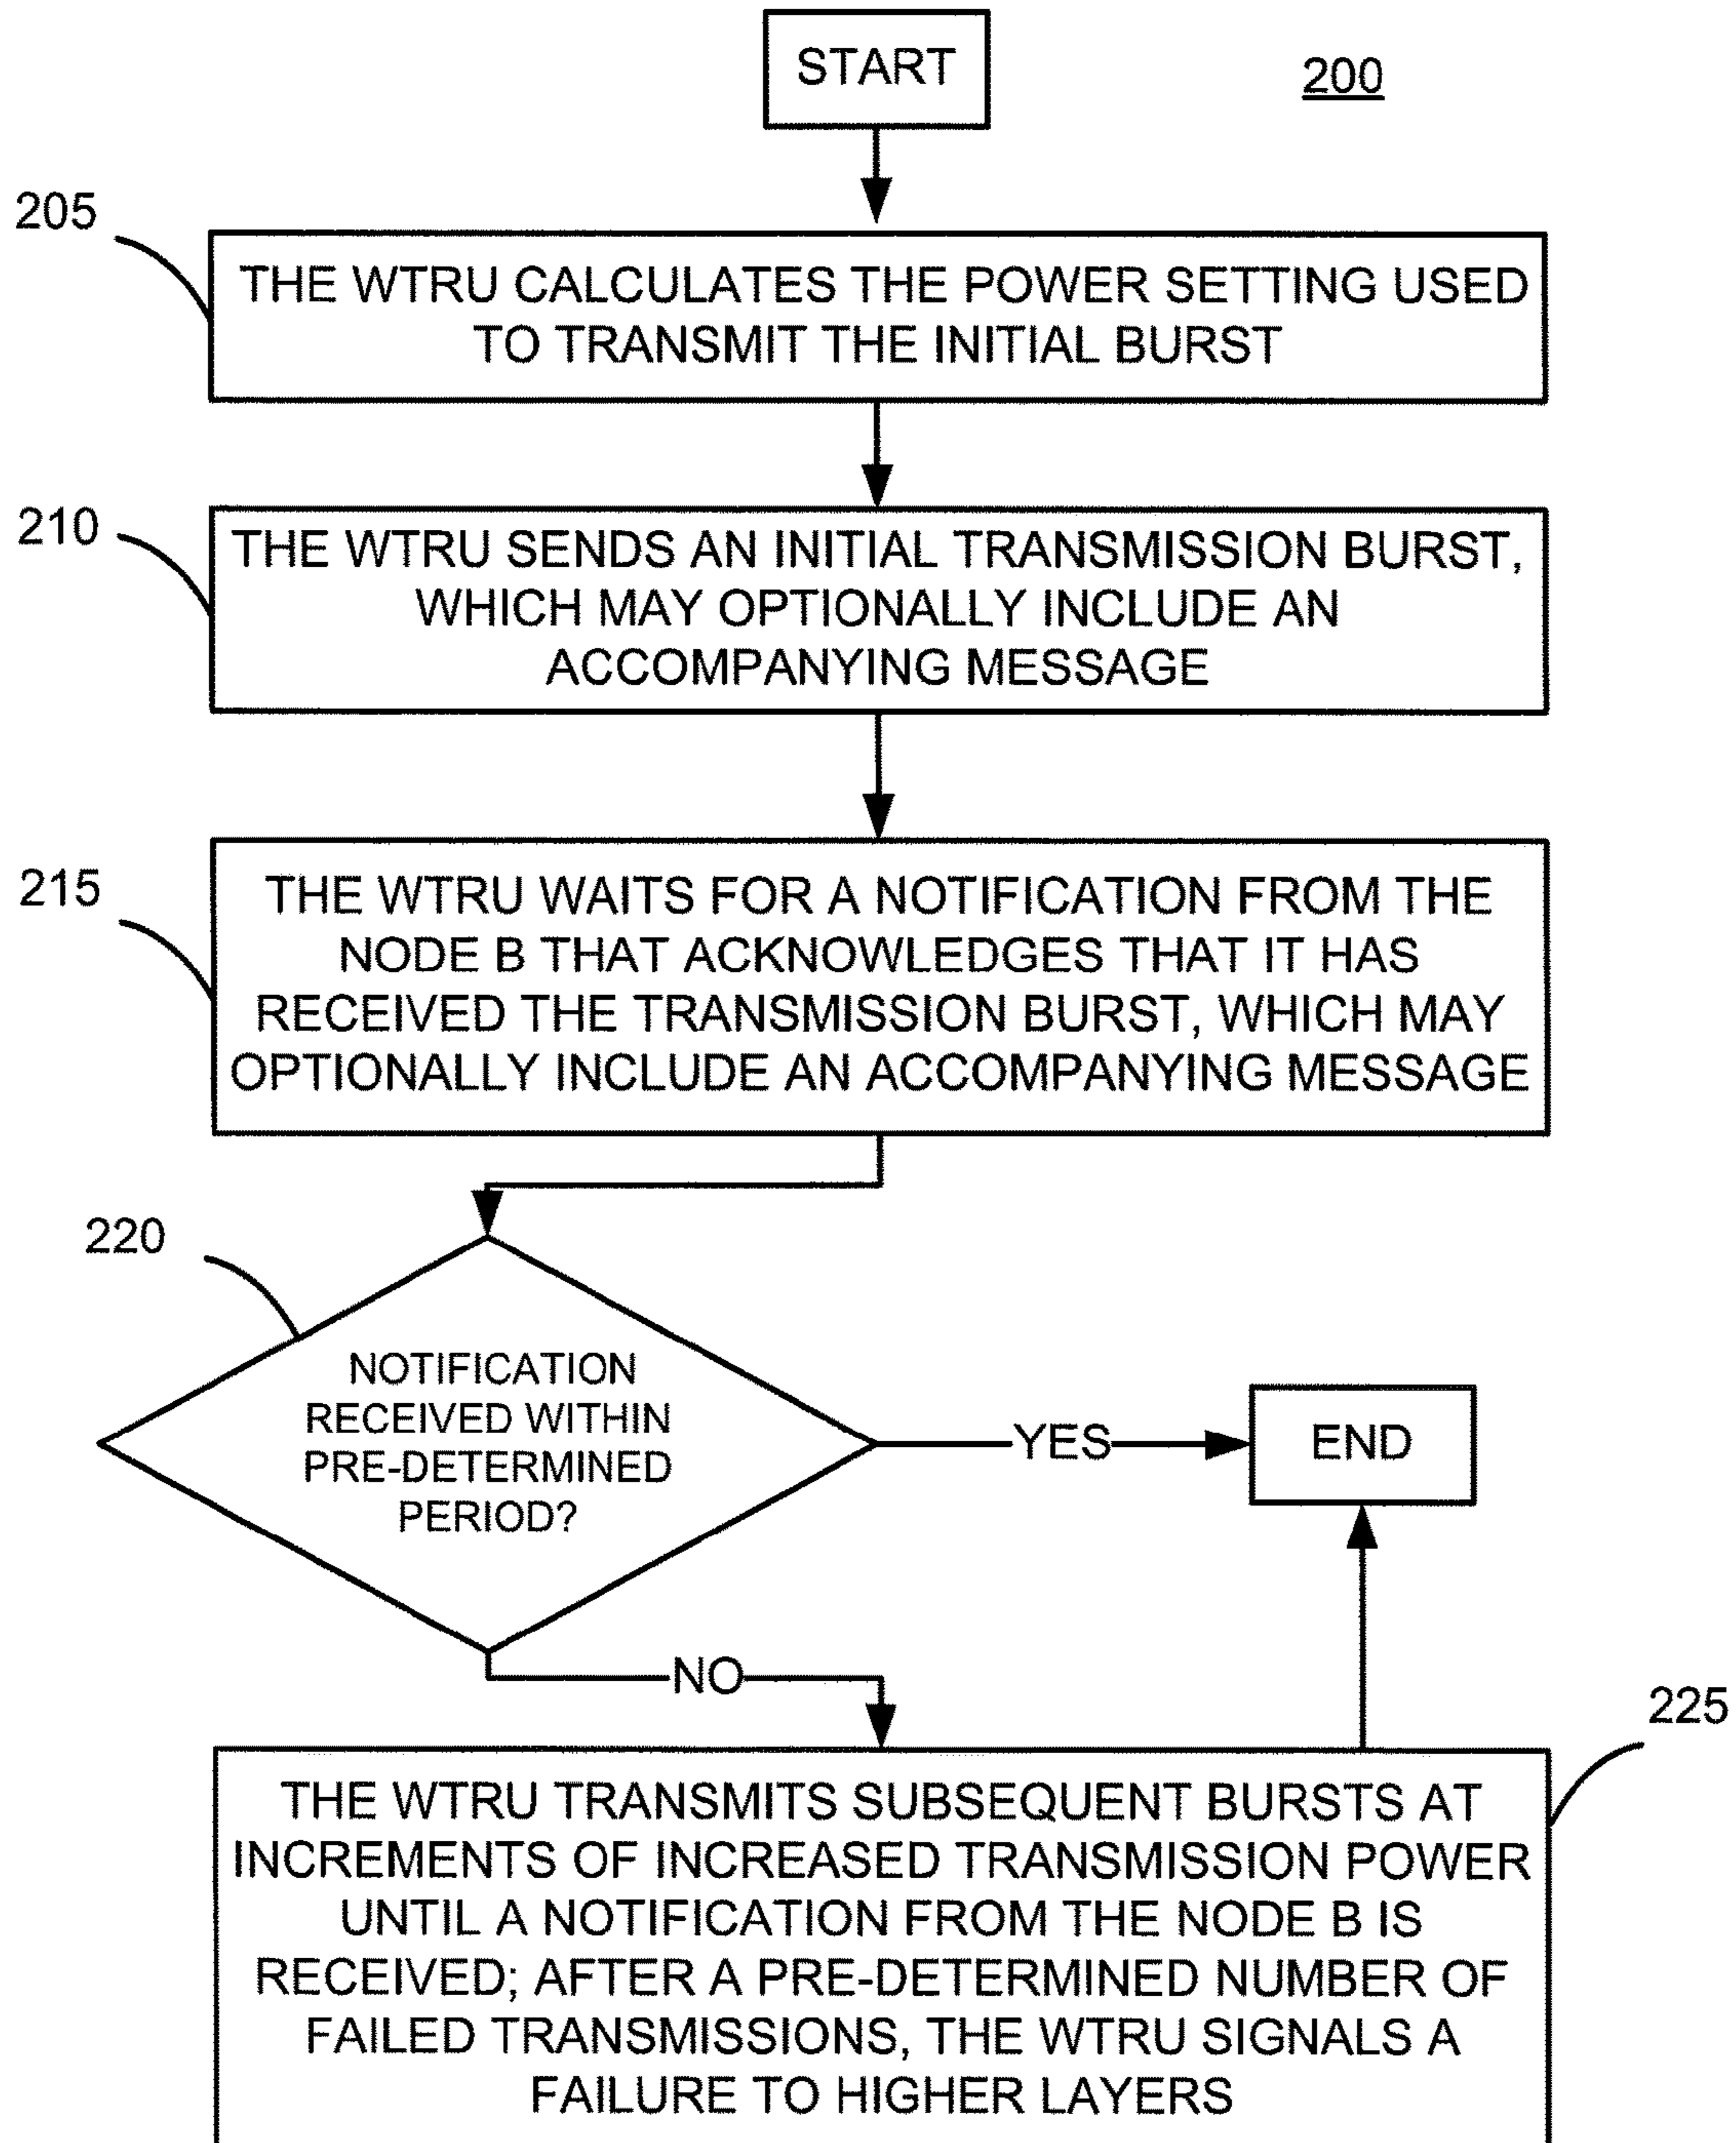 START
200
205
THE WTRU CALCULATES THE POWER SETTING USED
TO TRANSMIT THE INITIAL BURST
210
THE WTRU SENDS AN INITIAL TRANSMISSION BURST,
WHICH MAY OPTIONALLY INCLUDE AN
ACCOMPANYING MESSAGE
215
THE WTRU WAITS FOR A NOTIFICATION FROM THE
NODE B THAT ACKNOWLEDGES THAT IT HAS
RECEIVED THE TRANSMISSION BURST, WHICH MAY
OPTIONALLY INCLUDE AN ACCOMPANYING MESSAGE
220
NOTIFICATION
RECEIVED WITHIN
PRE-DETERMINED
PERIOD?
YES
END
NO
225
THE WTRU TRANSMITS SUBSEQUENT BURSTS AT
INCREMENTS OF INCREASED TRANSMISSION POWER
UNTIL A NOTIFICATION FROM THE NODE B IS
RECEIVED; AFTER A PRE-DETERMINED NUMBER OF
FAILED TRANSMISSIONS, THE WTRU SIGNALS A
FAILURE TO HIGHER LAYERS